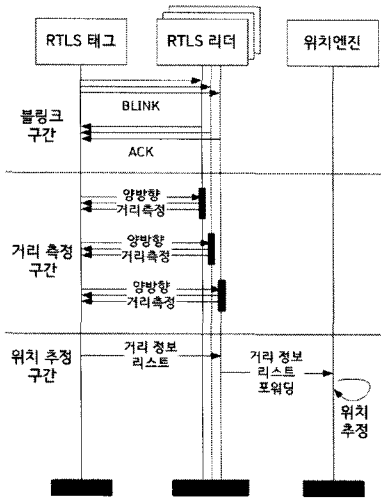 RTLS 태그
RTLS 리더
위치엔진
BLINK
블링크
구간
ACK
양방향
거리측정
양방향
거리측정
거리 측정
구간
양방향
거리측정
위치 추정
구간
거리 정보
리스트
거리 정보
리스트
포워딩
위치
추정